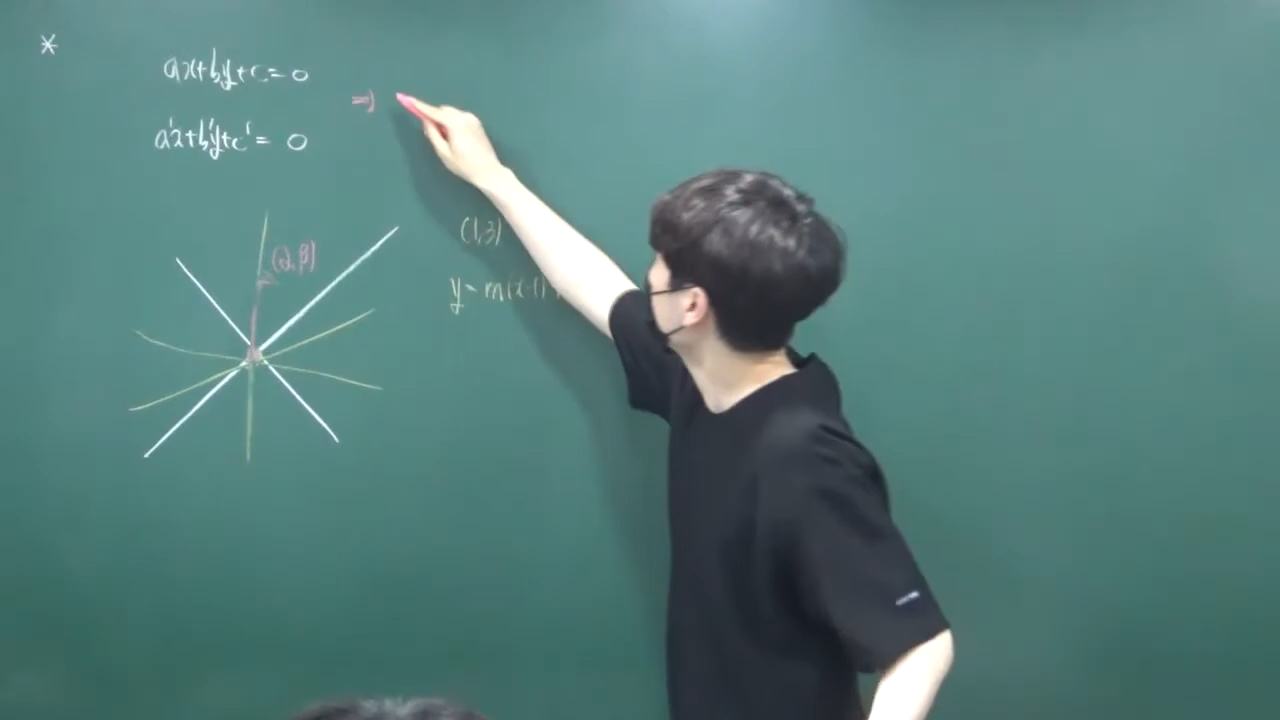 *
ax+by+c=0
a'x+b'y+c'=0
⇒
(α,β)
(1,3)
y=m(x-1)+